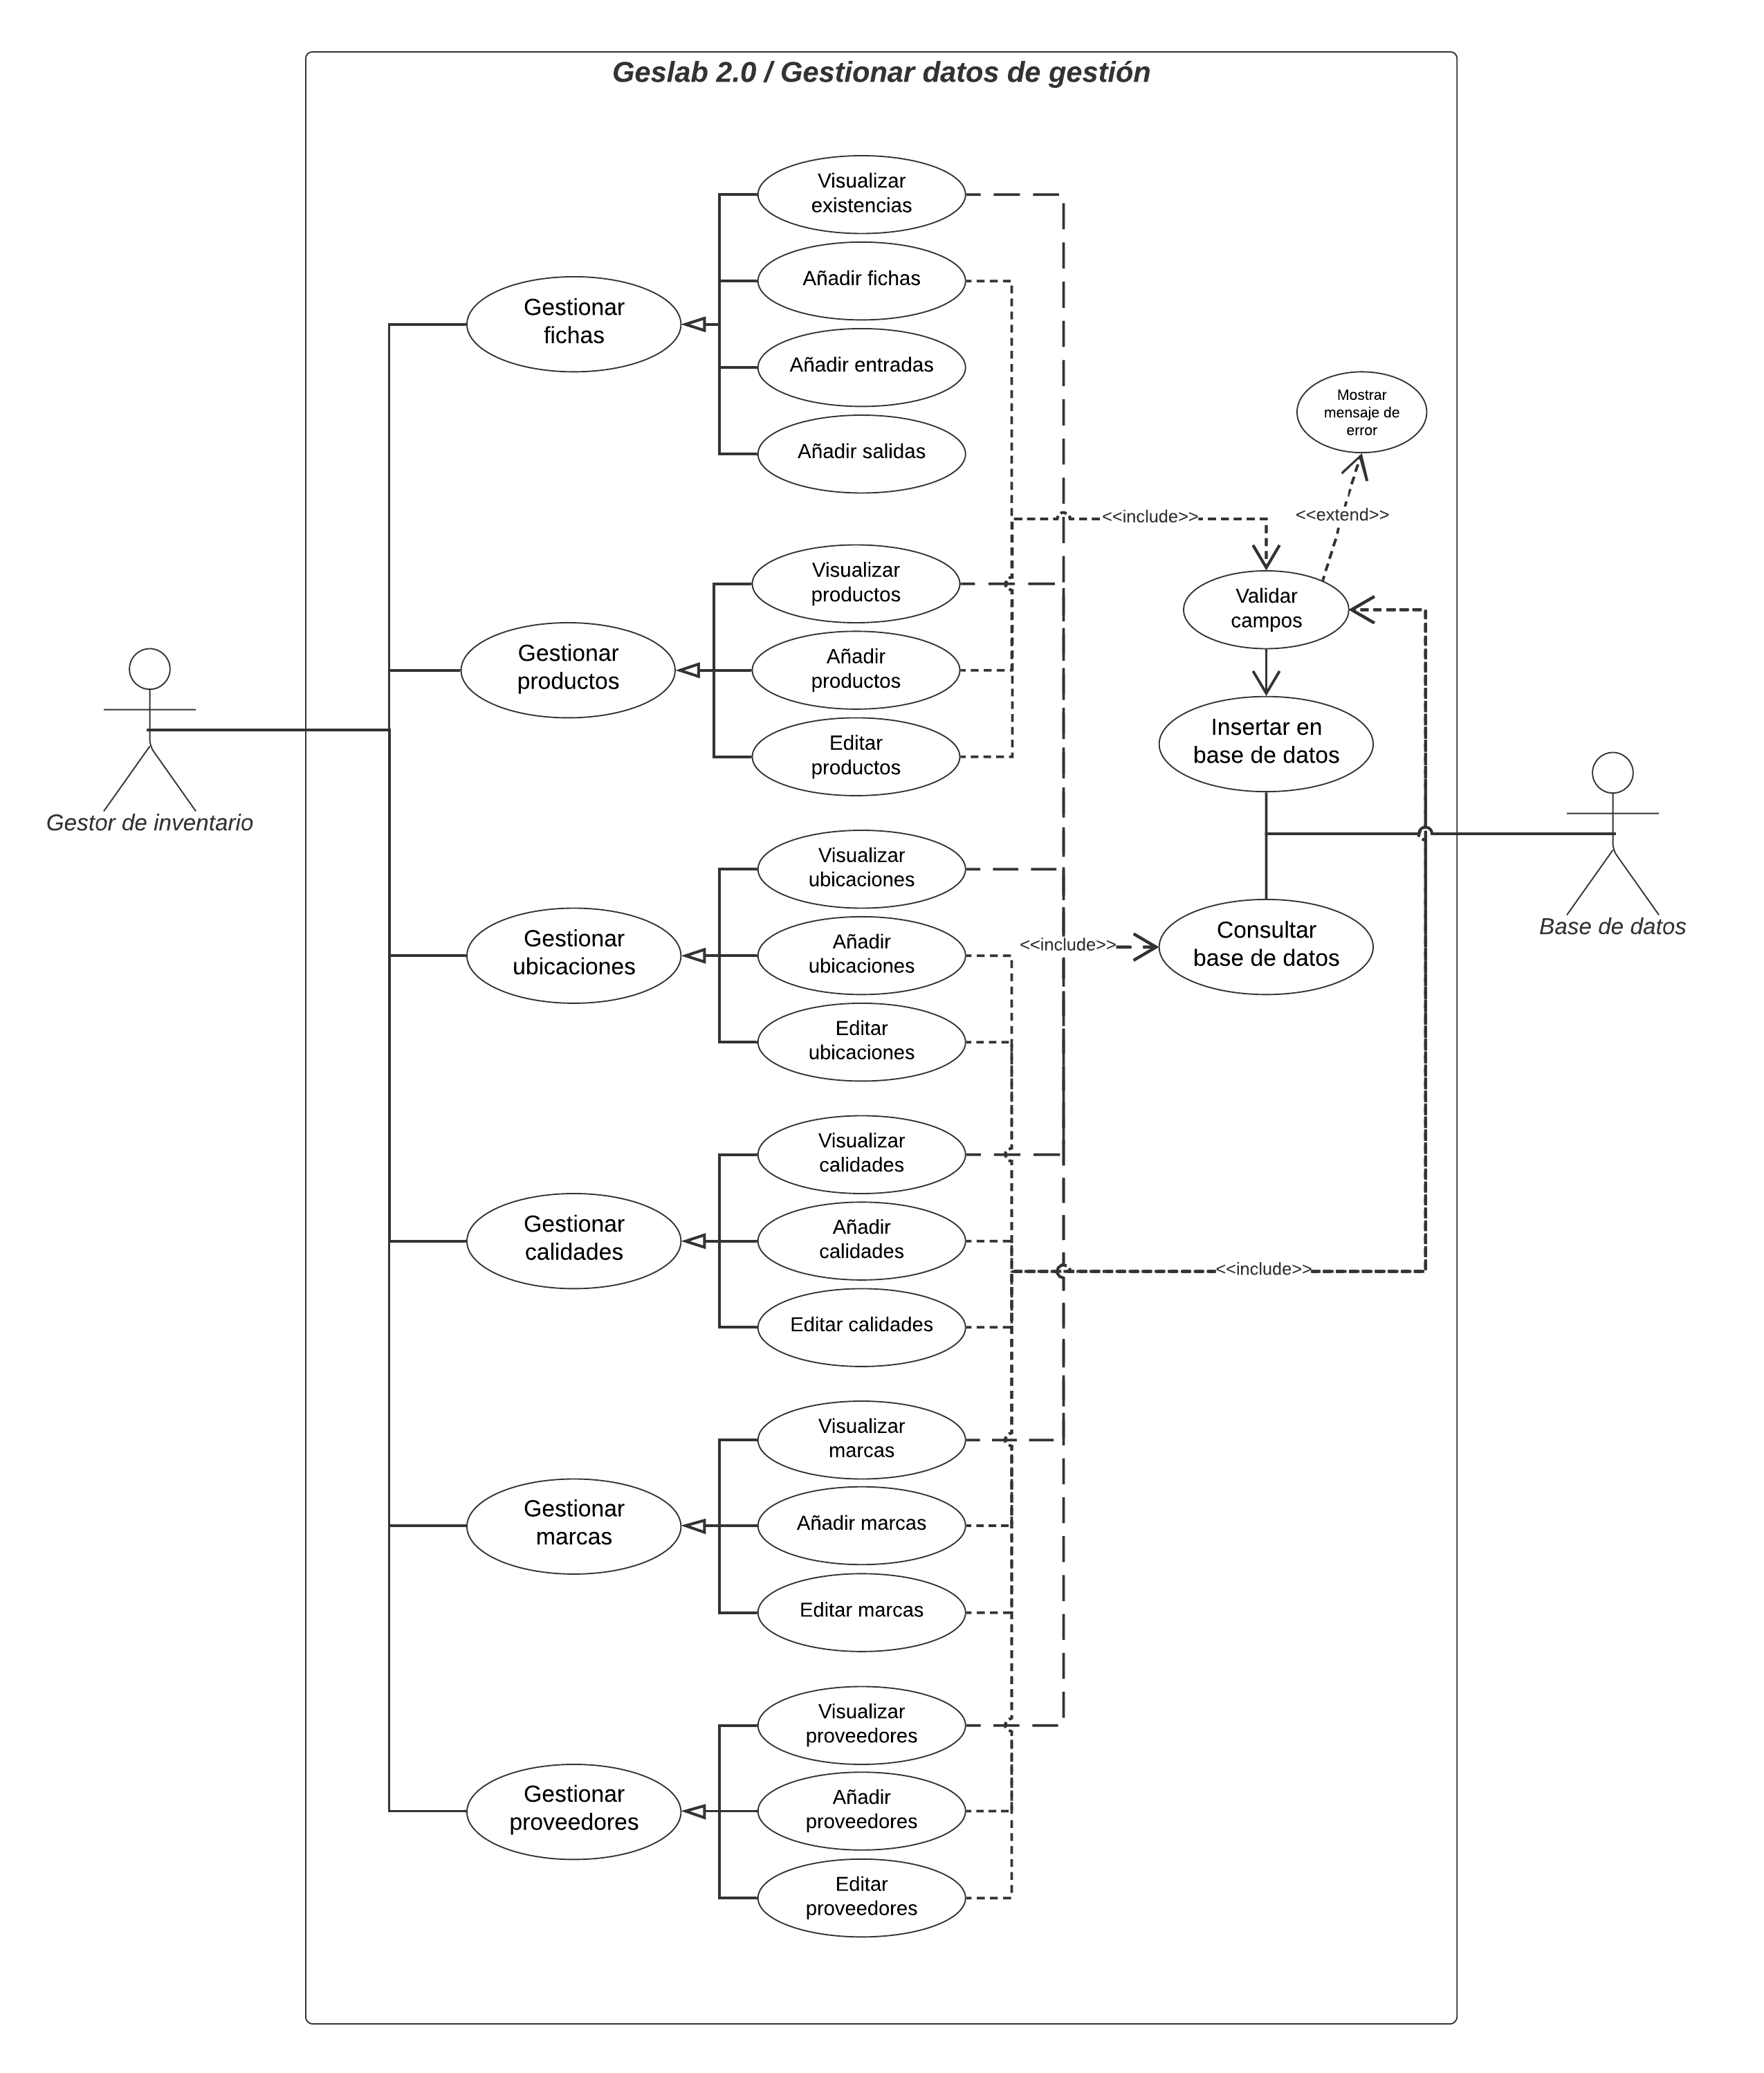 Geslab 2.0 / Gestionar datos de gestión
Visualizar
existencias
Añadir fichas
Gestionar
fichas
Añadir entradas
Añadir salidas
Mostrar
mensaje de
error
<<include>>
<<extend>>
Visualizar
productos
Validar
campos
Gestionar
productos
Añadir
productos
Editar
productos
Insertar en
base de datos
Gestor de inventario
Base de datos
Visualizar
ubicaciones
Gestionar
ubicaciones
Añadir
ubicaciones
<<include>>
Consultar
base de datos
Editar
ubicaciones
Visualizar
calidades
Gestionar
calidades
Añadir
calidades
<<include>>
Editar calidades
Visualizar
marcas
Gestionar
marcas
Añadir marcas
Editar marcas
Visualizar
proveedores
Gestionar
proveedores
Añadir
proveedores
Editar
proveedores